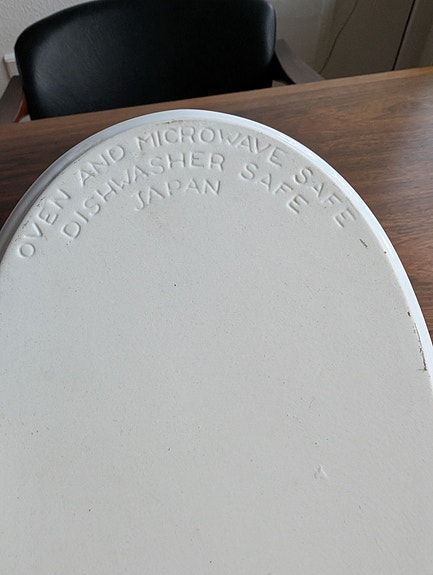 OVEN AND MICROWAVE SAFE
DISHWASHER SAFE
JAPAN